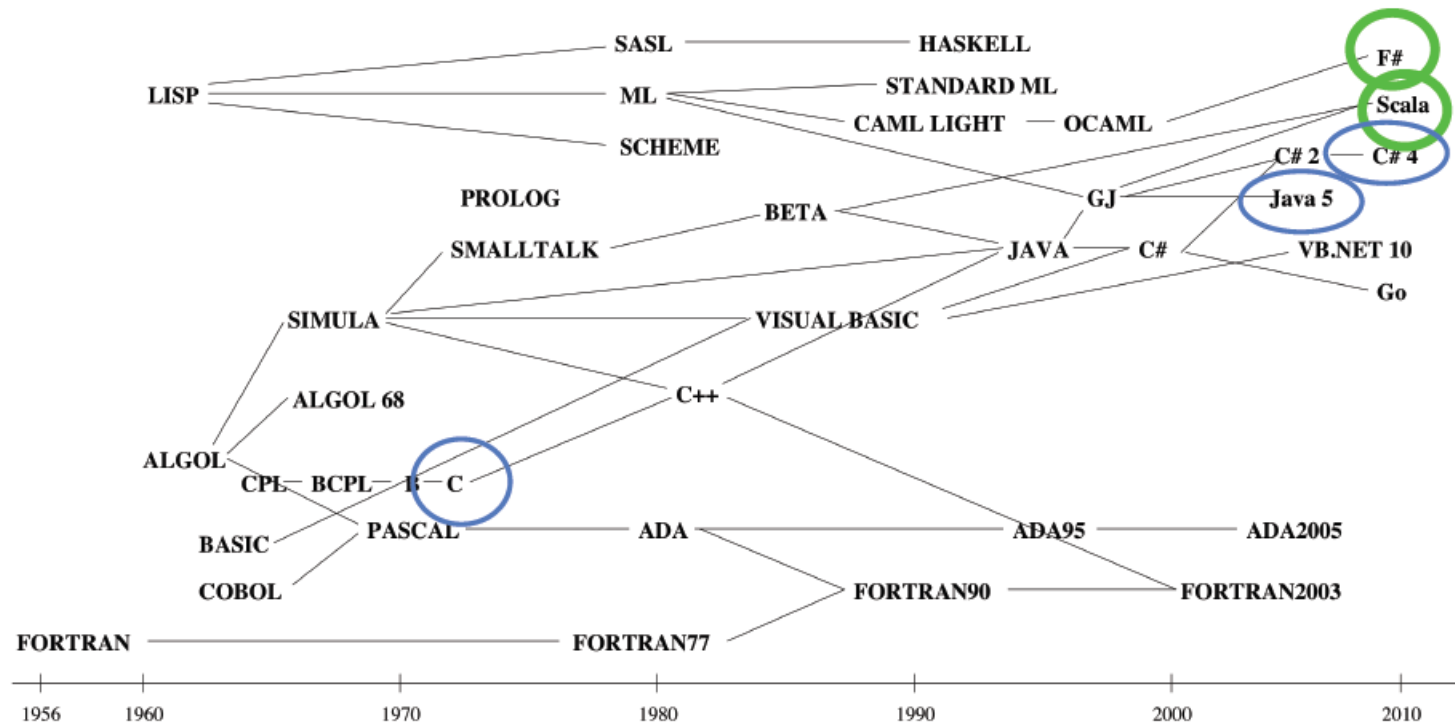 SASL HASKELL F#
LISP ML STANDARD ML Scala
CAML LIGHT OCAML
SCHEME C# 2 C# 4
PROLOG BETA GJ Java 5
SMALLTALK JAVA C# VB.NET 10
Go
SIMULA VISUAL BASIC
ALGOL 68 C++
ALGOL
CPL BCPL B C
BASIC PASCAL ADA ADA95 ADA2005
COBOL FORTRAN90 FORTRAN2003
FORTRAN FORTRAN77
1956 1960 1970 1980 1990 2000 2010